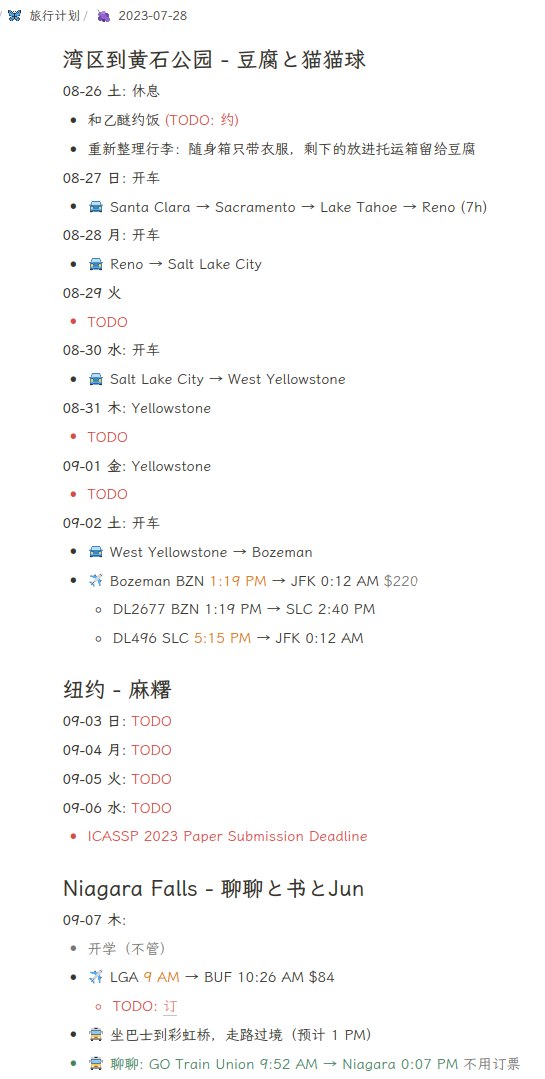 / 🦋 旅行计划 / 🍇 2023-07-28
湾区到黄石公园 - 豆腐と猫猫球
08-26 土: 休息
• 和乙醚约饭 (TODO: 约)
• 重新整理行李：随身箱只带衣服，剩下的放进托运箱留给豆腐
08-27 日: 开车
• 🚘 Santa Clara → Sacramento → Lake Tahoe → Reno (7h)
08-28 月: 开车
• 🚘 Reno → Salt Lake City
08-29 火
• TODO
08-30 水: 开车
• 🚘 Salt Lake City → West Yellowstone
08-31 木: Yellowstone
• TODO
09-01 金: Yellowstone
• TODO
09-02 土: 开车
• 🚘 West Yellowstone → Bozeman
• ✈️ Bozeman BZN 1:19 PM → JFK 0:12 AM $220
◦ DL2677 BZN 1:19 PM → SLC 2:40 PM
◦ DL496 SLC 5:15 PM → JFK 0:12 AM
纽约 - 麻糬
09-03 日: TODO
09-04 月: TODO
09-05 火: TODO
09-06 水: TODO
• ICASSP 2023 Paper Submission Deadline
Niagara Falls - 聊聊と书とJun
09-07 木:
• 开学（不管）
• ✈️ LGA 9 AM → BUF 10:26 AM $84
◦ TODO: 订
• 🚍 坐巴士到彩虹桥，走路过境（预计 1 PM）
• 🚍 聊聊: GO Train Union 9:52 AM → Niagara 0:07 PM 不用订票